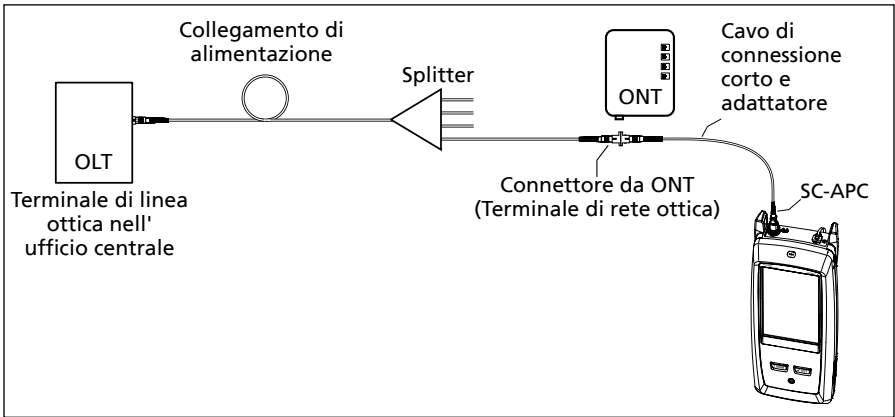 Collegamento di
alimentazione
Splitter
ONT
Cavo di
connessione
corto e
adattatore
OLT
Terminale di linea
ottica nell'
ufficio centrale
Connettore da ONT
(Terminale di rete ottica)
SC-APC